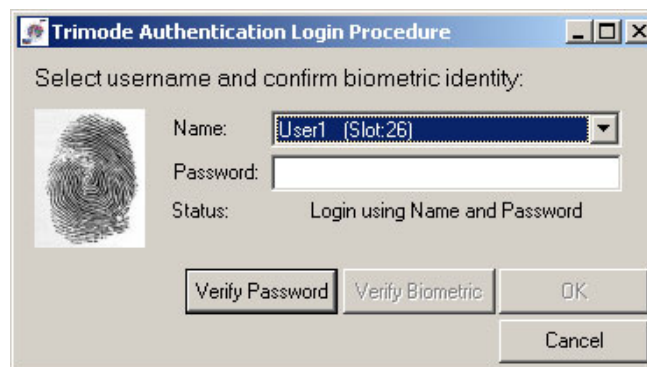 Trimode Authentication Login Procedure
Select username and confirm biometric identity:
Name: User1 (Slot:26)
Password:
Status: Login using Name and Password
Verify Password Verify Biometric OK
Cancel